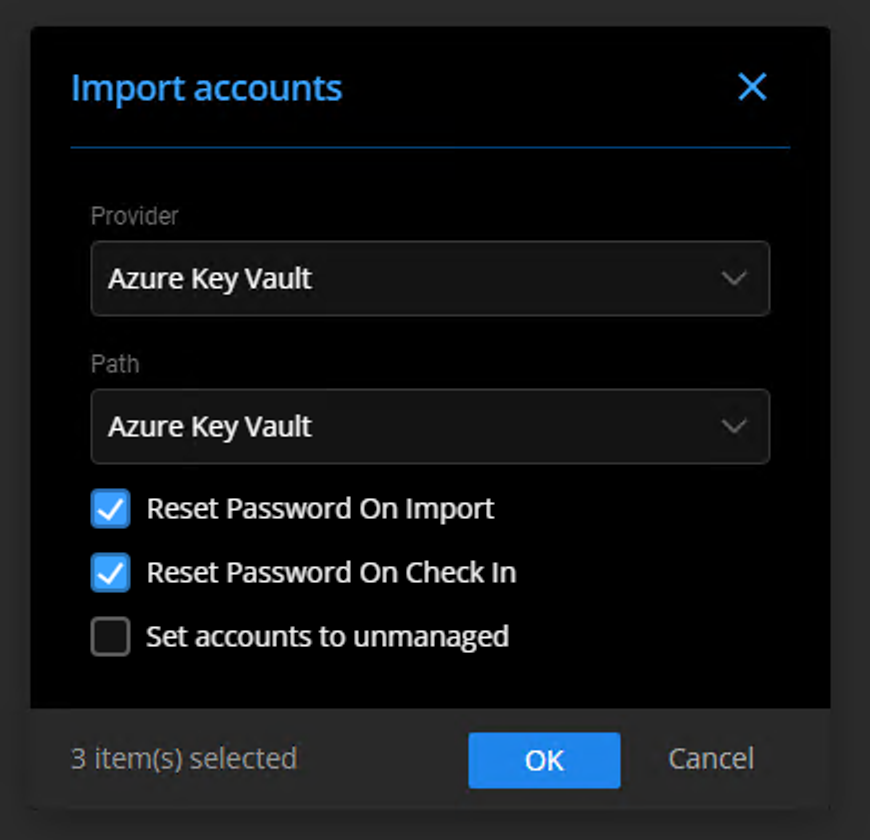 Import accounts
Provider
Azure Key Vault
Path
Azure Key Vault
Reset Password On Import
Reset Password On Check In
Set accounts to unmanaged
3 item(s) selected OK Cancel